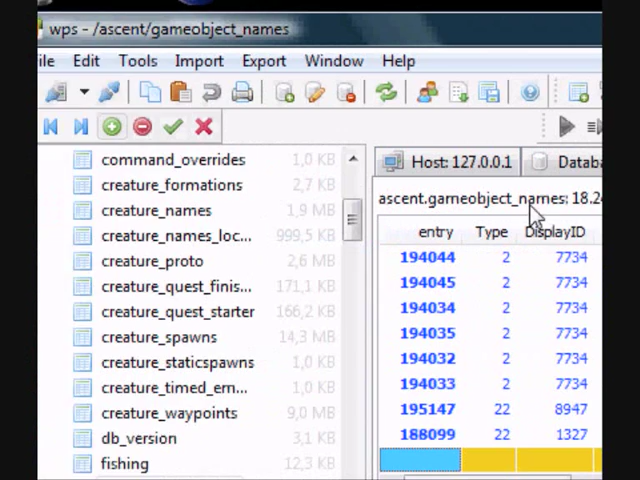 wps - /ascent/gameobject_names
ile Edit Tools Import Export Window Help
command_overrides 1,0 KB
creature_formations 2,7 KB
creature_names 1,9 MB
creature_names_loc... 999,5 KB
creature_proto 2,6 MB
creature_quest_finis... 171,1 KB
creature_quest_starter 166,2 KB
creature_spawns 14,3 MB
creature_staticspawns 1,0 KB
creature_timed_em... 1,0 KB
creature_waypoints 9,0 MB
db_version 3,1 KB
fishing 12,3 KB
Host: 127.0.0.1 Databa
ascent.gameobject_names: 18.24
entry Type DisplayID
194044 2 7734
194045 2 7734
194034 2 7734
194035 2 7734
194032 2 7734
194033 2 7734
195147 22 8947
188099 22 1327